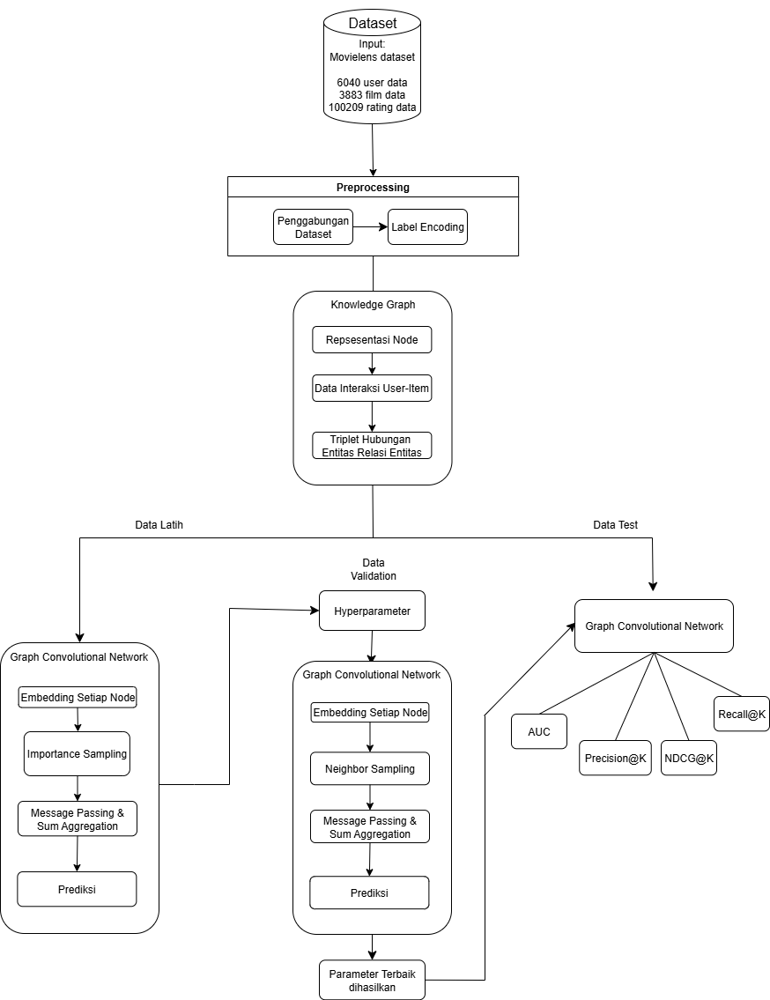 Dataset
Input:
Movielens dataset
6040 user data
3883 film data
100209 rating data
Preprocessing
Penggabungan
Dataset
Label Encoding
Knowledge Graph
Repsesentasi Node
Data Interaksi User-Item
Triplet Hubungan
Entitas Relasi Entitas
Data Latih
Data Test
Data
Validation
Hyperparameter
Graph Convolutional Network
Embedding Setiap Node
Importance Sampling
Message Passing &
Sum Aggregation
Prediksi
Graph Convolutional Network
Embedding Setiap Node
Neighbor Sampling
Message Passing &
Sum Aggregation
Prediksi
Parameter Terbaik
dihasilkan
Graph Convolutional Network
AUC
Precision@K
NDCG@K
Recall@K